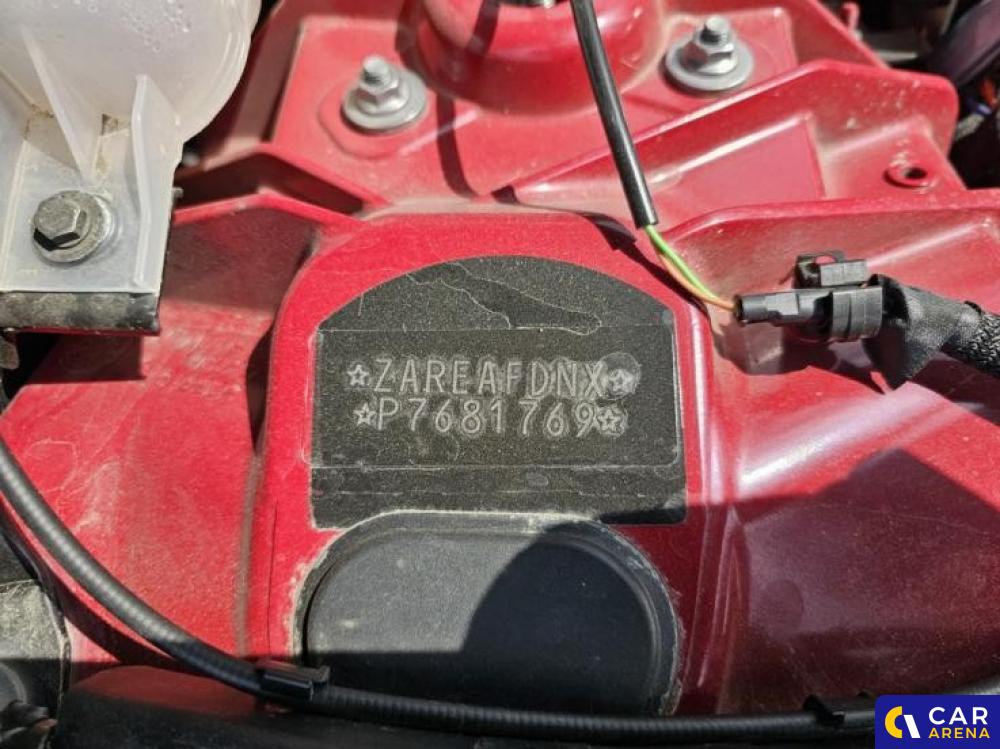 ☆ZAREAFDNX☆
☆P7681769☆
CAR
ARENA